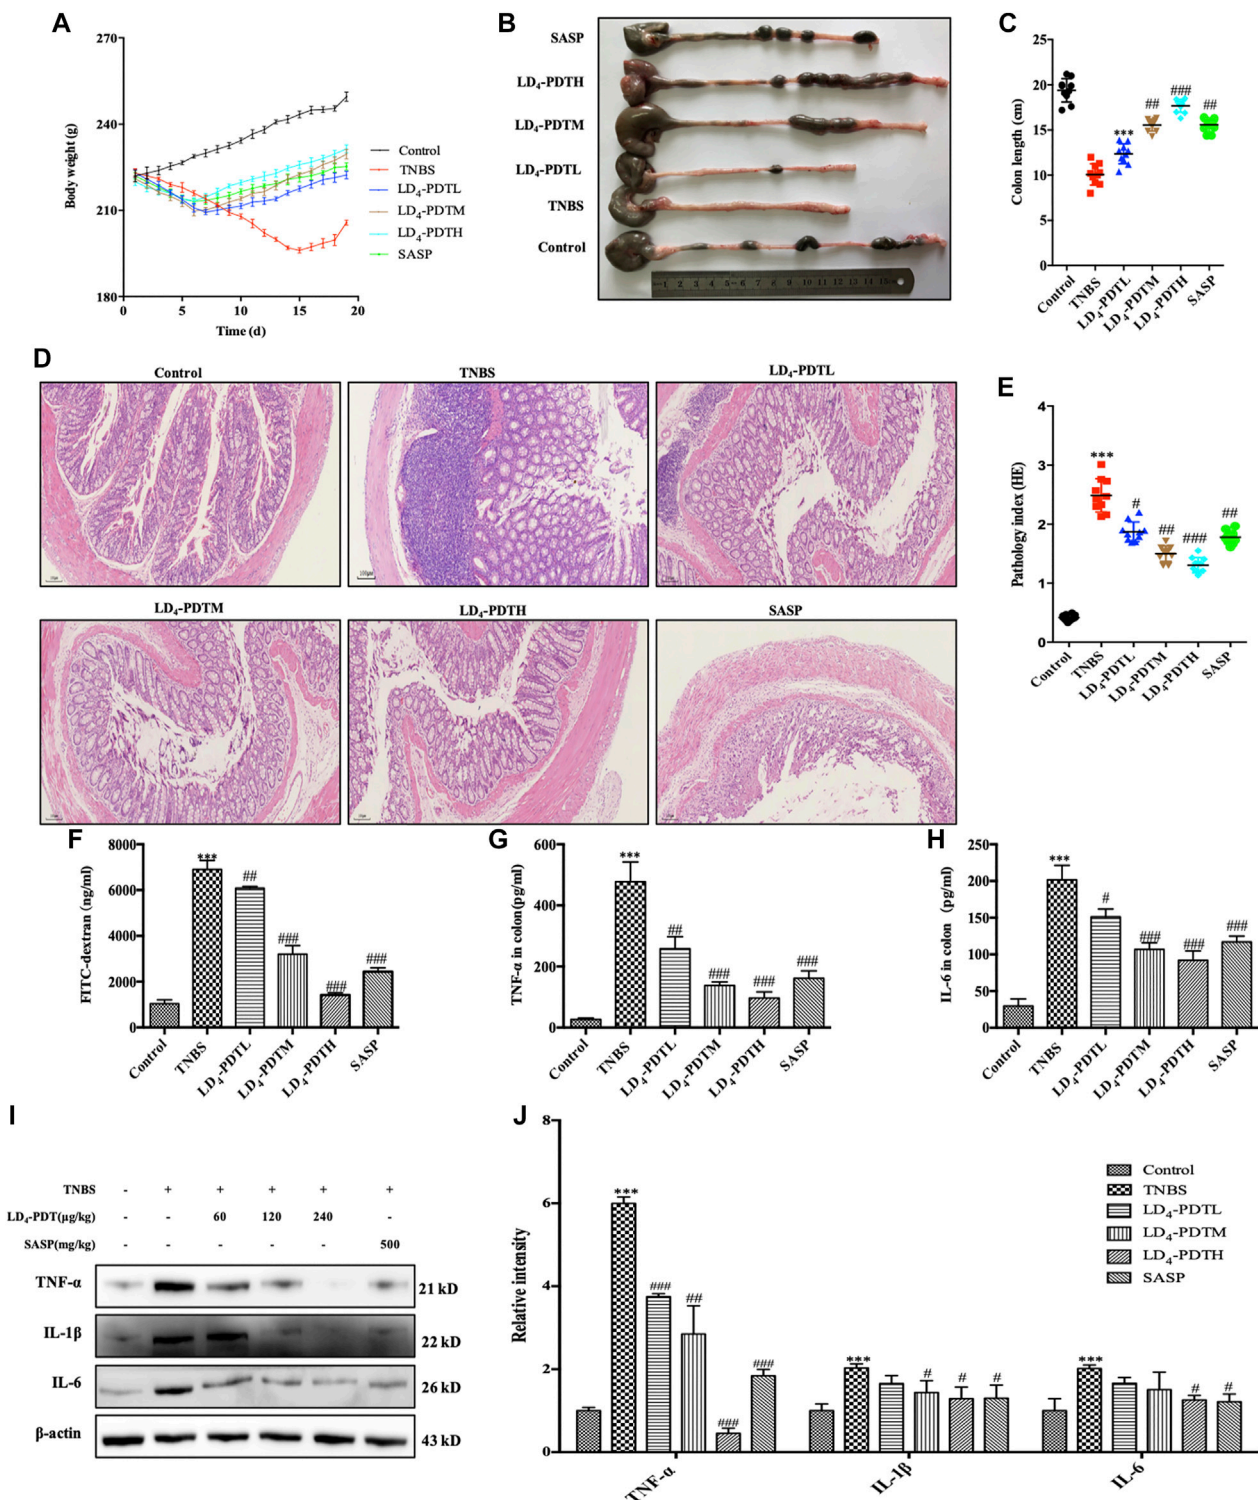 A
270
240
210
180
0
5
10
15
20
Body weight (g)
Time (d)
Control
TNBS
LD4-PDTL
LD4-PDTM
LD4-PDTH
SASP
B
SASP
LD4-PDTH
LD4-PDTM
LD4-PDTL
TNBS
Control
C
25
20
15
10
5
0
Colon length (cm)
***
##
###
##
Control
TNBS
LD4-PDTL
LD4-PDTM
LD4-PDTH
SASP
D
Control
TNBS
LD4-PDTL
100μm
LD4-PDTM
LD4-PDTH
SASP
E
4
3
2
1
0
Pathology index (HE)
***
#
##
###
##
Control
TNBS
LD4-PDTL
LD4-PDTM
LD4-PDTH
SASP
F
8000
6000
4000
2000
0
FITC-dextran (ng/ml)
***
##
###
###
###
Control
TNBS
LD4-PDTL
LD4-PDTM
LD4-PDTH
SASP
G
600
400
200
0
TNF-α in colon(pg/ml)
***
##
###
###
###
Control
TNBS
LD4-PDTL
LD4-PDTM
LD4-PDTH
SASP
H
250
200
150
100
50
0
IL-6 in colon (pg/ml)
***
#
###
###
###
Control
TNBS
LD4-PDTL
LD4-PDTM
LD4-PDTH
SASP
I
TNBS - + + + + +
LD4-PDT(μg/kg) - - 60 120 240 -
SASP(mg/kg) - - - - - 500
TNF-α 21 kD
IL-1β 22 kD
IL-6 26 kD
β-actin 43 kD
J
8
6
4
2
0
Relative intensity
***
###
##
###
###
***
#
#
#
***
#
#
TNF-α
IL-1β
IL-6
Control
TNBS
LD4-PDTL
LD4-PDTM
LD4-PDTH
SASP